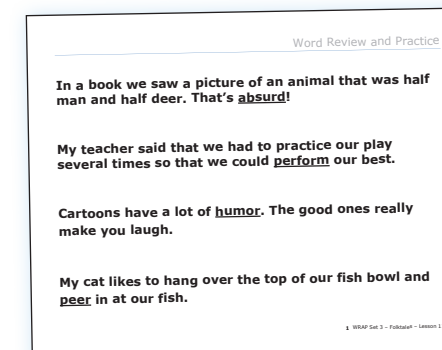 Word Review and Practice
In a book we saw a picture of an animal that was half
man and half deer. That's absurd!
My teacher said that we had to practice our play
several times so that we could perform our best.
Cartoons have a lot of humor. The good ones really
make you laugh.
My cat likes to hang over the top of our fish bowl and
peer in at our fish.
1 WRAP Set 3 – Folktales – Lesson 1